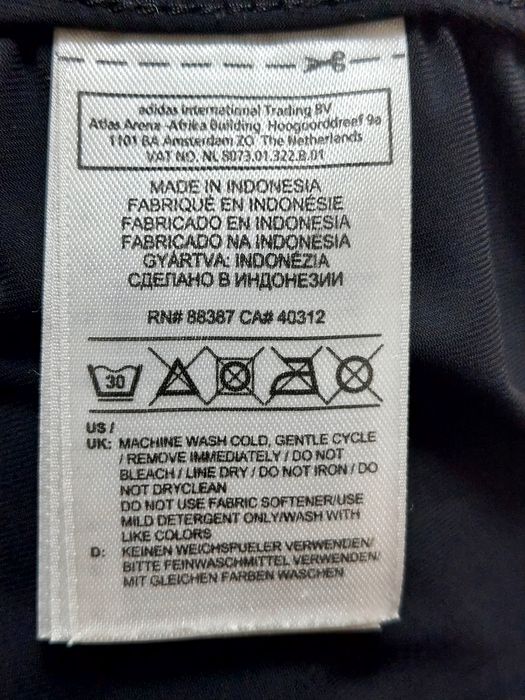 adidas International Trading BV
Atlas Arena -Afrika Building Hoogoorddreef 9a
1101 BA Amsterdam ZO The Netherlands
VAT NO. NL 8073.01.322.B.01
MADE IN INDONESIA
FABRIQUÉ EN INDONÉSIE
FABRICADO EN INDONESIA
FABRICADO NA INDONÉSIA
GYÁRTVA: INDONÉZIA
СДЕЛАНО В ИНДОНЕЗИИ
RN# 88387 CA# 40312
30
US /
UK: MACHINE WASH COLD, GENTLE CYCLE
/ REMOVE IMMEDIATELY / DO NOT
BLEACH / LINE DRY / DO NOT IRON / DO
NOT DRYCLEAN
DO NOT USE FABRIC SOFTENER/USE
MILD DETERGENT ONLY/WASH WITH
LIKE COLORS
D: KEINEN WEICHSPUELER VERWENDEN/
BITTE FEINWASCHMITTEL VERWENDEN/
MIT GLEICHEN FARBEN WASCHEN